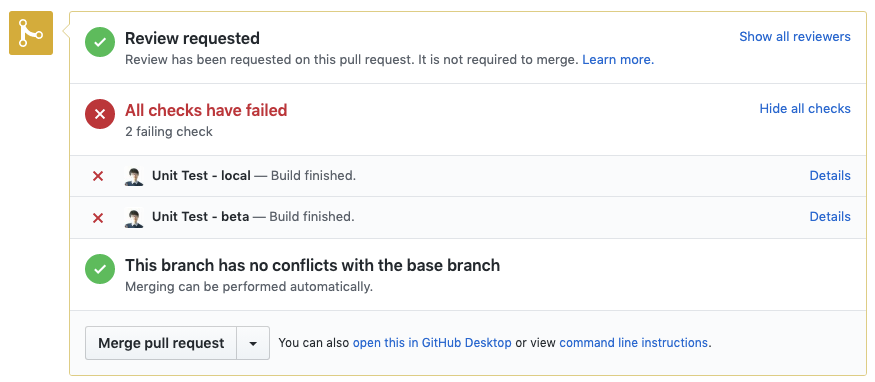 Review requested
Show all reviewers
Review has been requested on this pull request. It is not required to merge. Learn more.
All checks have failed
Hide all checks
2 failing check
Unit Test - local — Build finished.
Details
Unit Test - beta — Build finished.
Details
This branch has no conflicts with the base branch
Merging can be performed automatically.
Merge pull request
You can also open this in GitHub Desktop or view command line instructions.